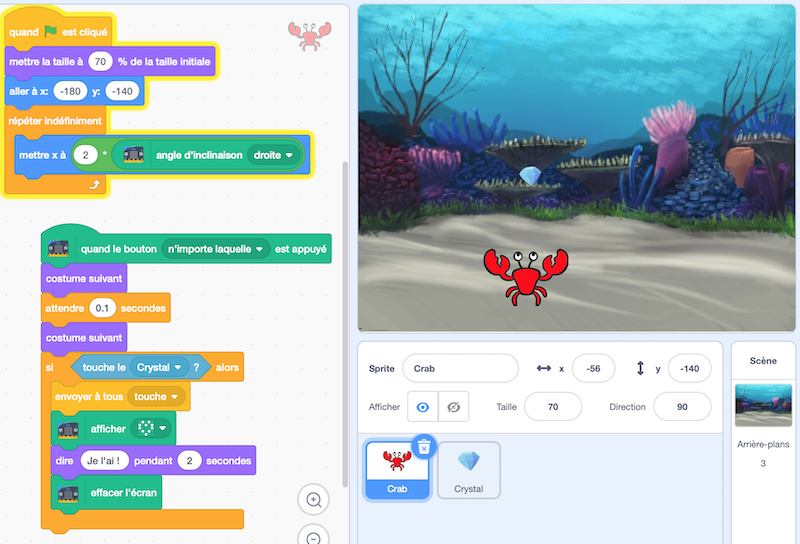 quand est cliqué
mettre la taille à 70 % de la taille initiale
aller à x: -180 y: -140
répéter indéfiniment
mettre x à 2 * angle d'inclinaison droite
quand le bouton n'importe laquelle est appuyé
costume suivant
attendre 0.1 secondes
costume suivant
si touche le Crystal ? alors
envoyer à tous touche
afficher
dire Je l'ai ! pendant 2 secondes
effacer l'écran
Sprite Crab x -56 y -140
Afficher Taille 70 Direction 90
Crab
Crystal
Scène
Arrière-plans
3